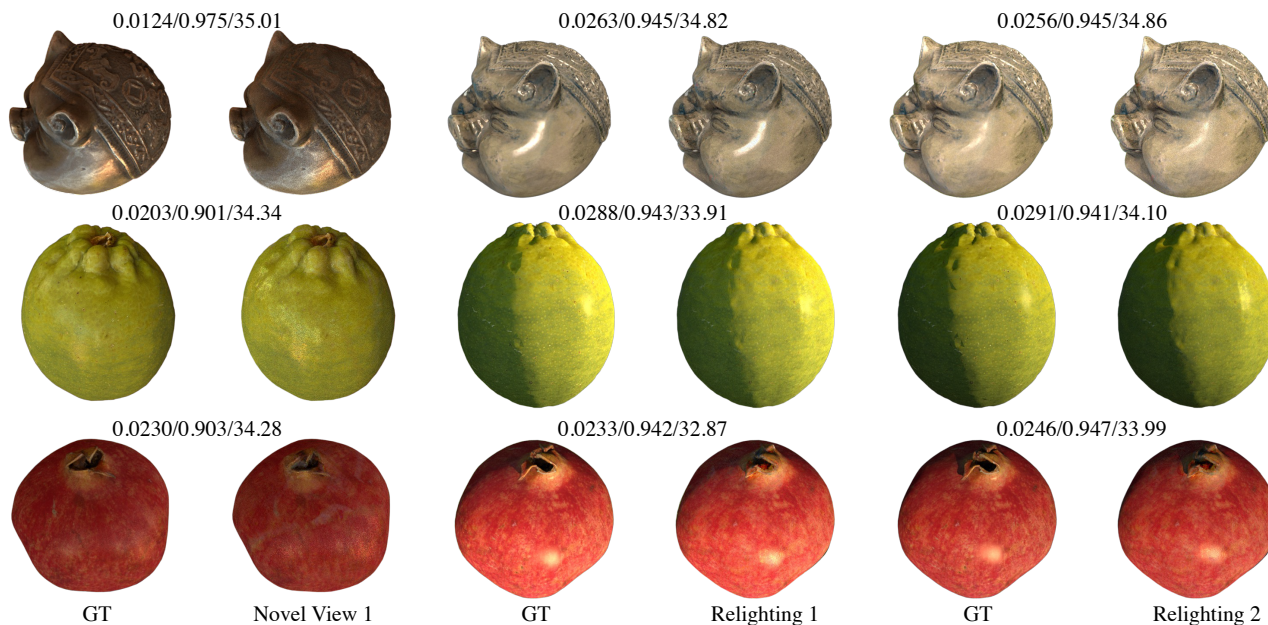 0.0124/0.975/35.01 0.0263/0.945/34.82 0.0256/0.945/34.86
0.0203/0.901/34.34 0.0288/0.943/33.91 0.0291/0.941/34.10
0.0230/0.903/34.28 0.0233/0.942/32.87 0.0246/0.947/33.99
GT Novel View 1 GT Relighting 1 GT Relighting 2